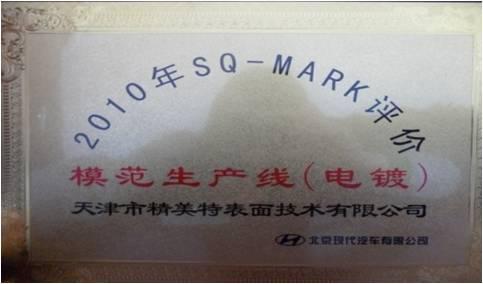 2010年SQ-MARK评价
模范生产线(电镀)
天津市精美特表面技术有限公司
北京现代汽车有限公司